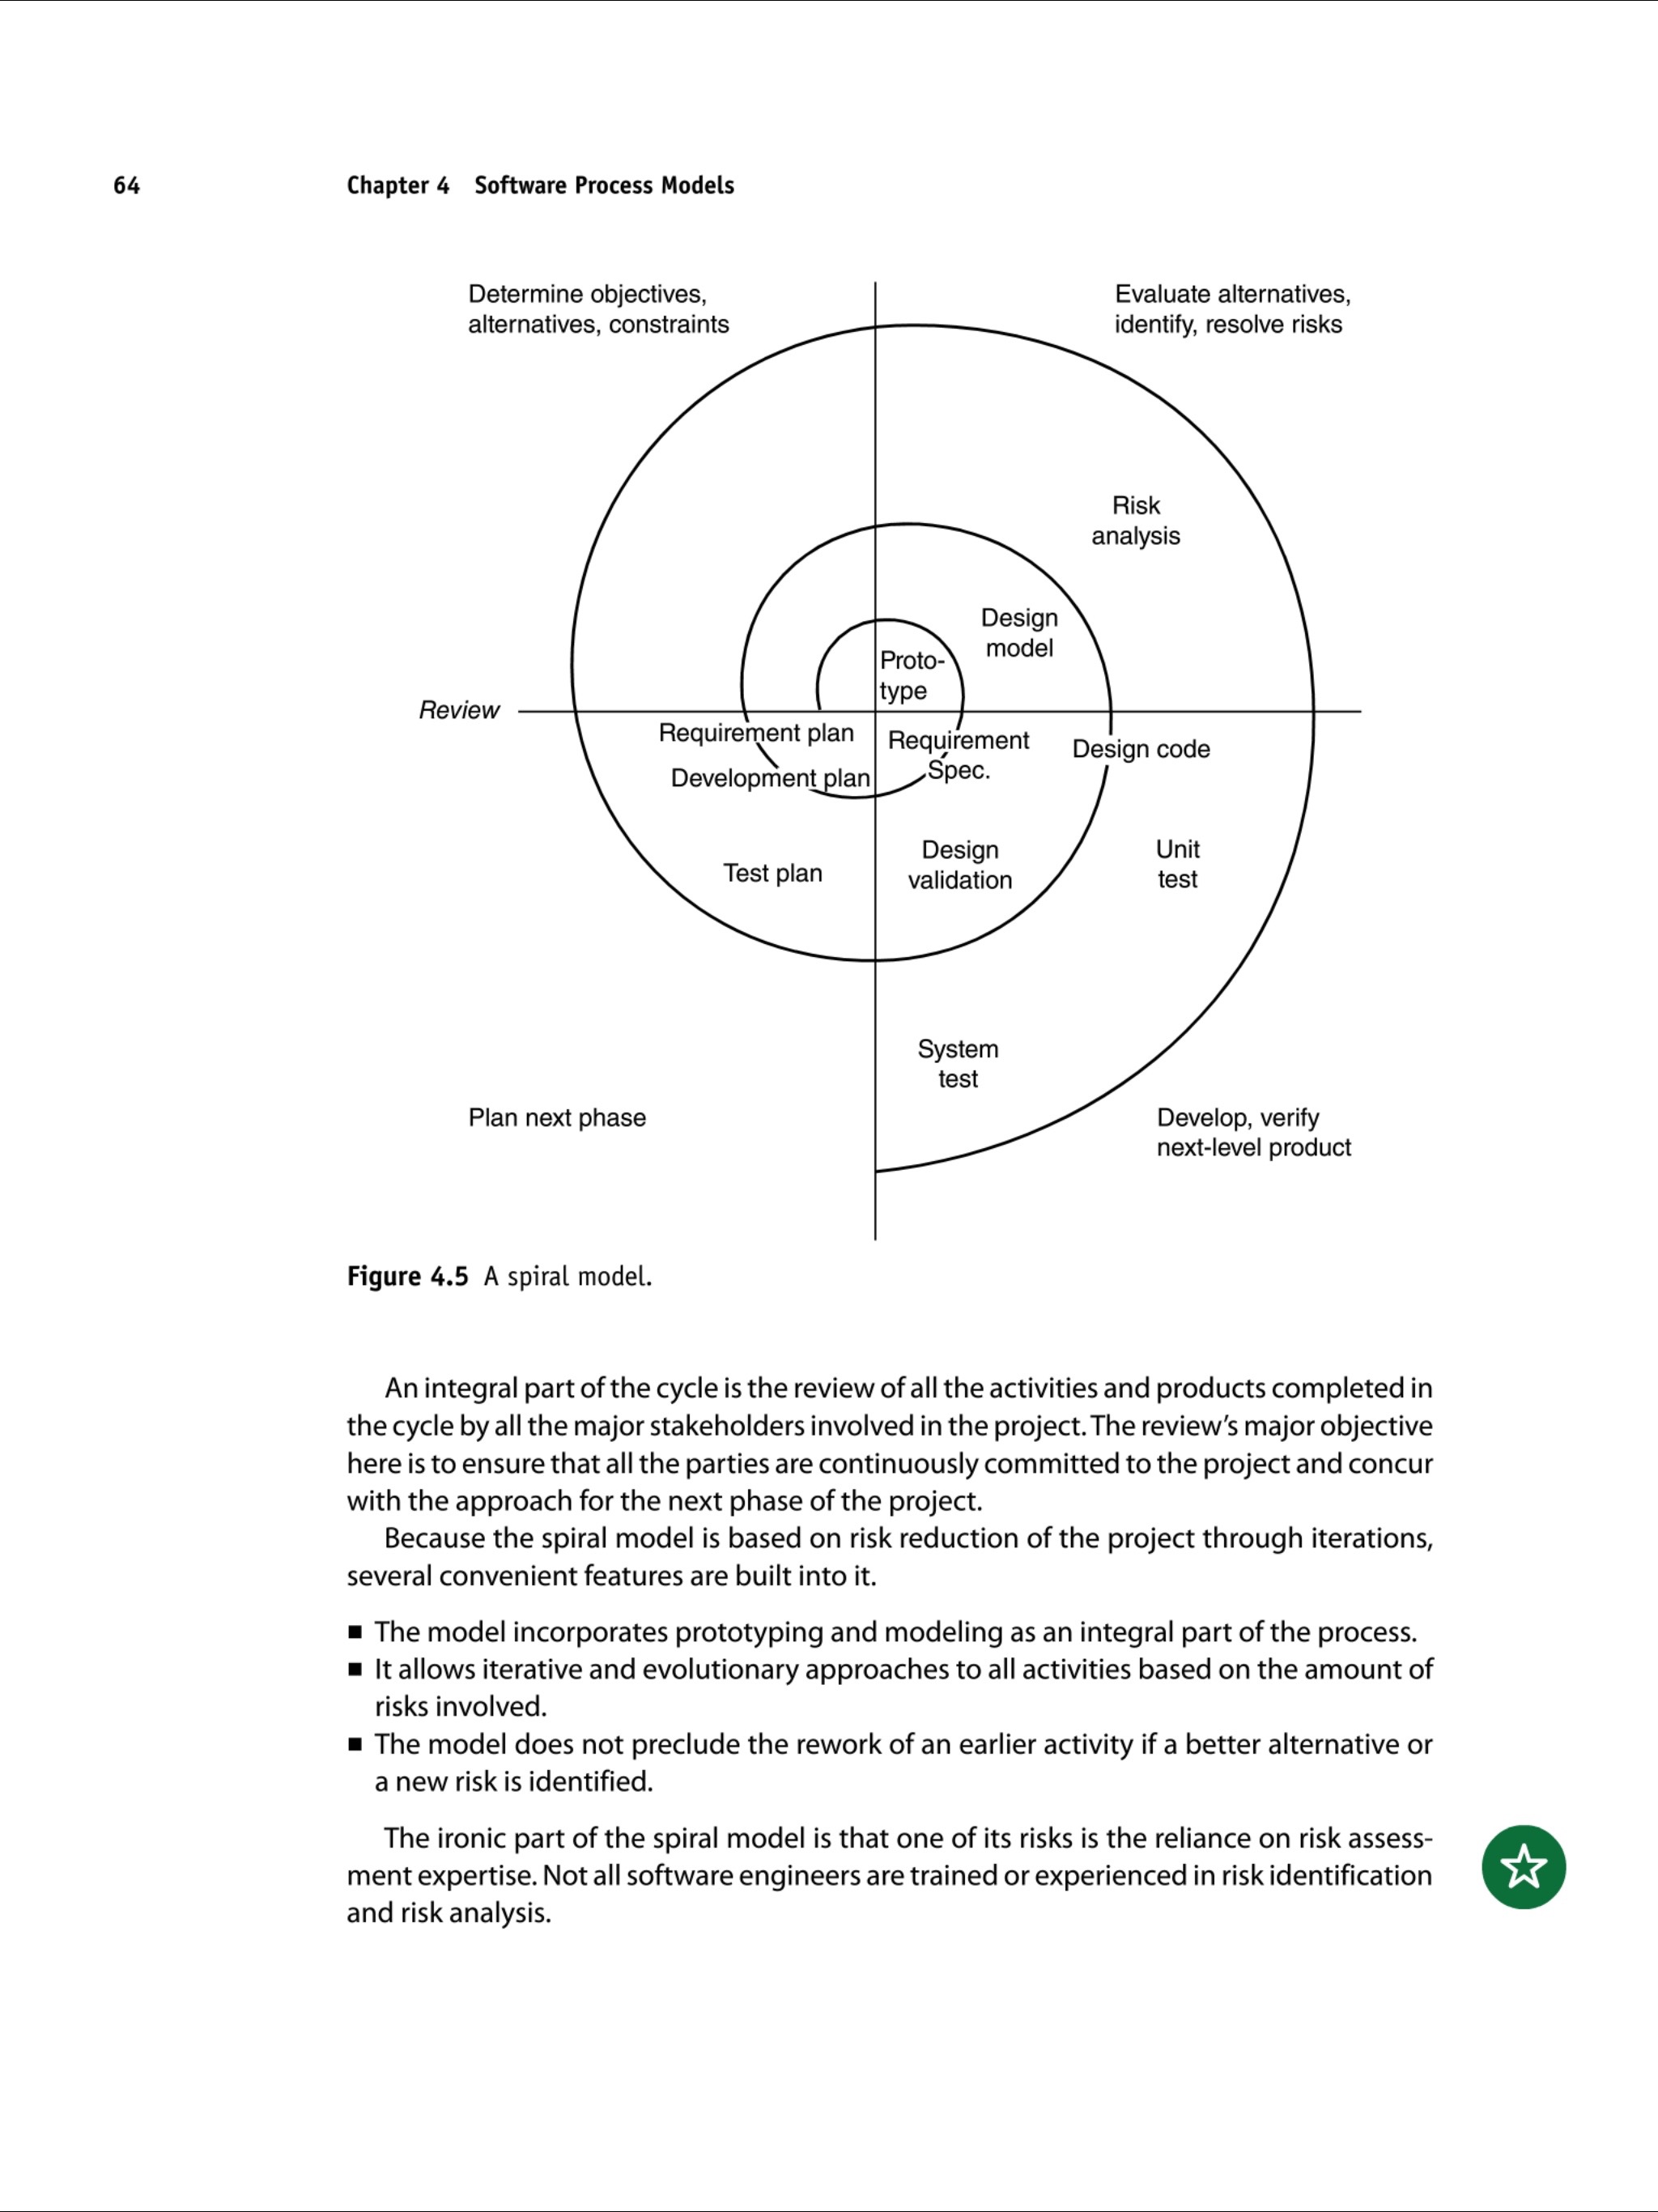 64 Chapter 4 Software Process Models
Determine objectives,
alternatives, constraints
Evaluate alternatives,
identify, resolve risks
Risk
analysis
Design
model
Proto-
type
Review
Requirement plan
Requirement
Spec.
Design code
Development plan
Test plan
Design
validation
Unit
test
System
test
Plan next phase
Develop, verify
next-level product
Figure 4.5 A spiral model.
An integral part of the cycle is the review of all the activities and products completed in
the cycle by all the major stakeholders involved in the project. The review’s major objective
here is to ensure that all the parties are continuously committed to the project and concur
with the approach for the next phase of the project.
Because the spiral model is based on risk reduction of the project through iterations,
several convenient features are built into it.
■ The model incorporates prototyping and modeling as an integral part of the process.
■ It allows iterative and evolutionary approaches to all activities based on the amount of
risks involved.
■ The model does not preclude the rework of an earlier activity if a better alternative or
a new risk is identified.
The ironic part of the spiral model is that one of its risks is the reliance on risk assess-
ment expertise. Not all software engineers are trained or experienced in risk identification
and risk analysis.